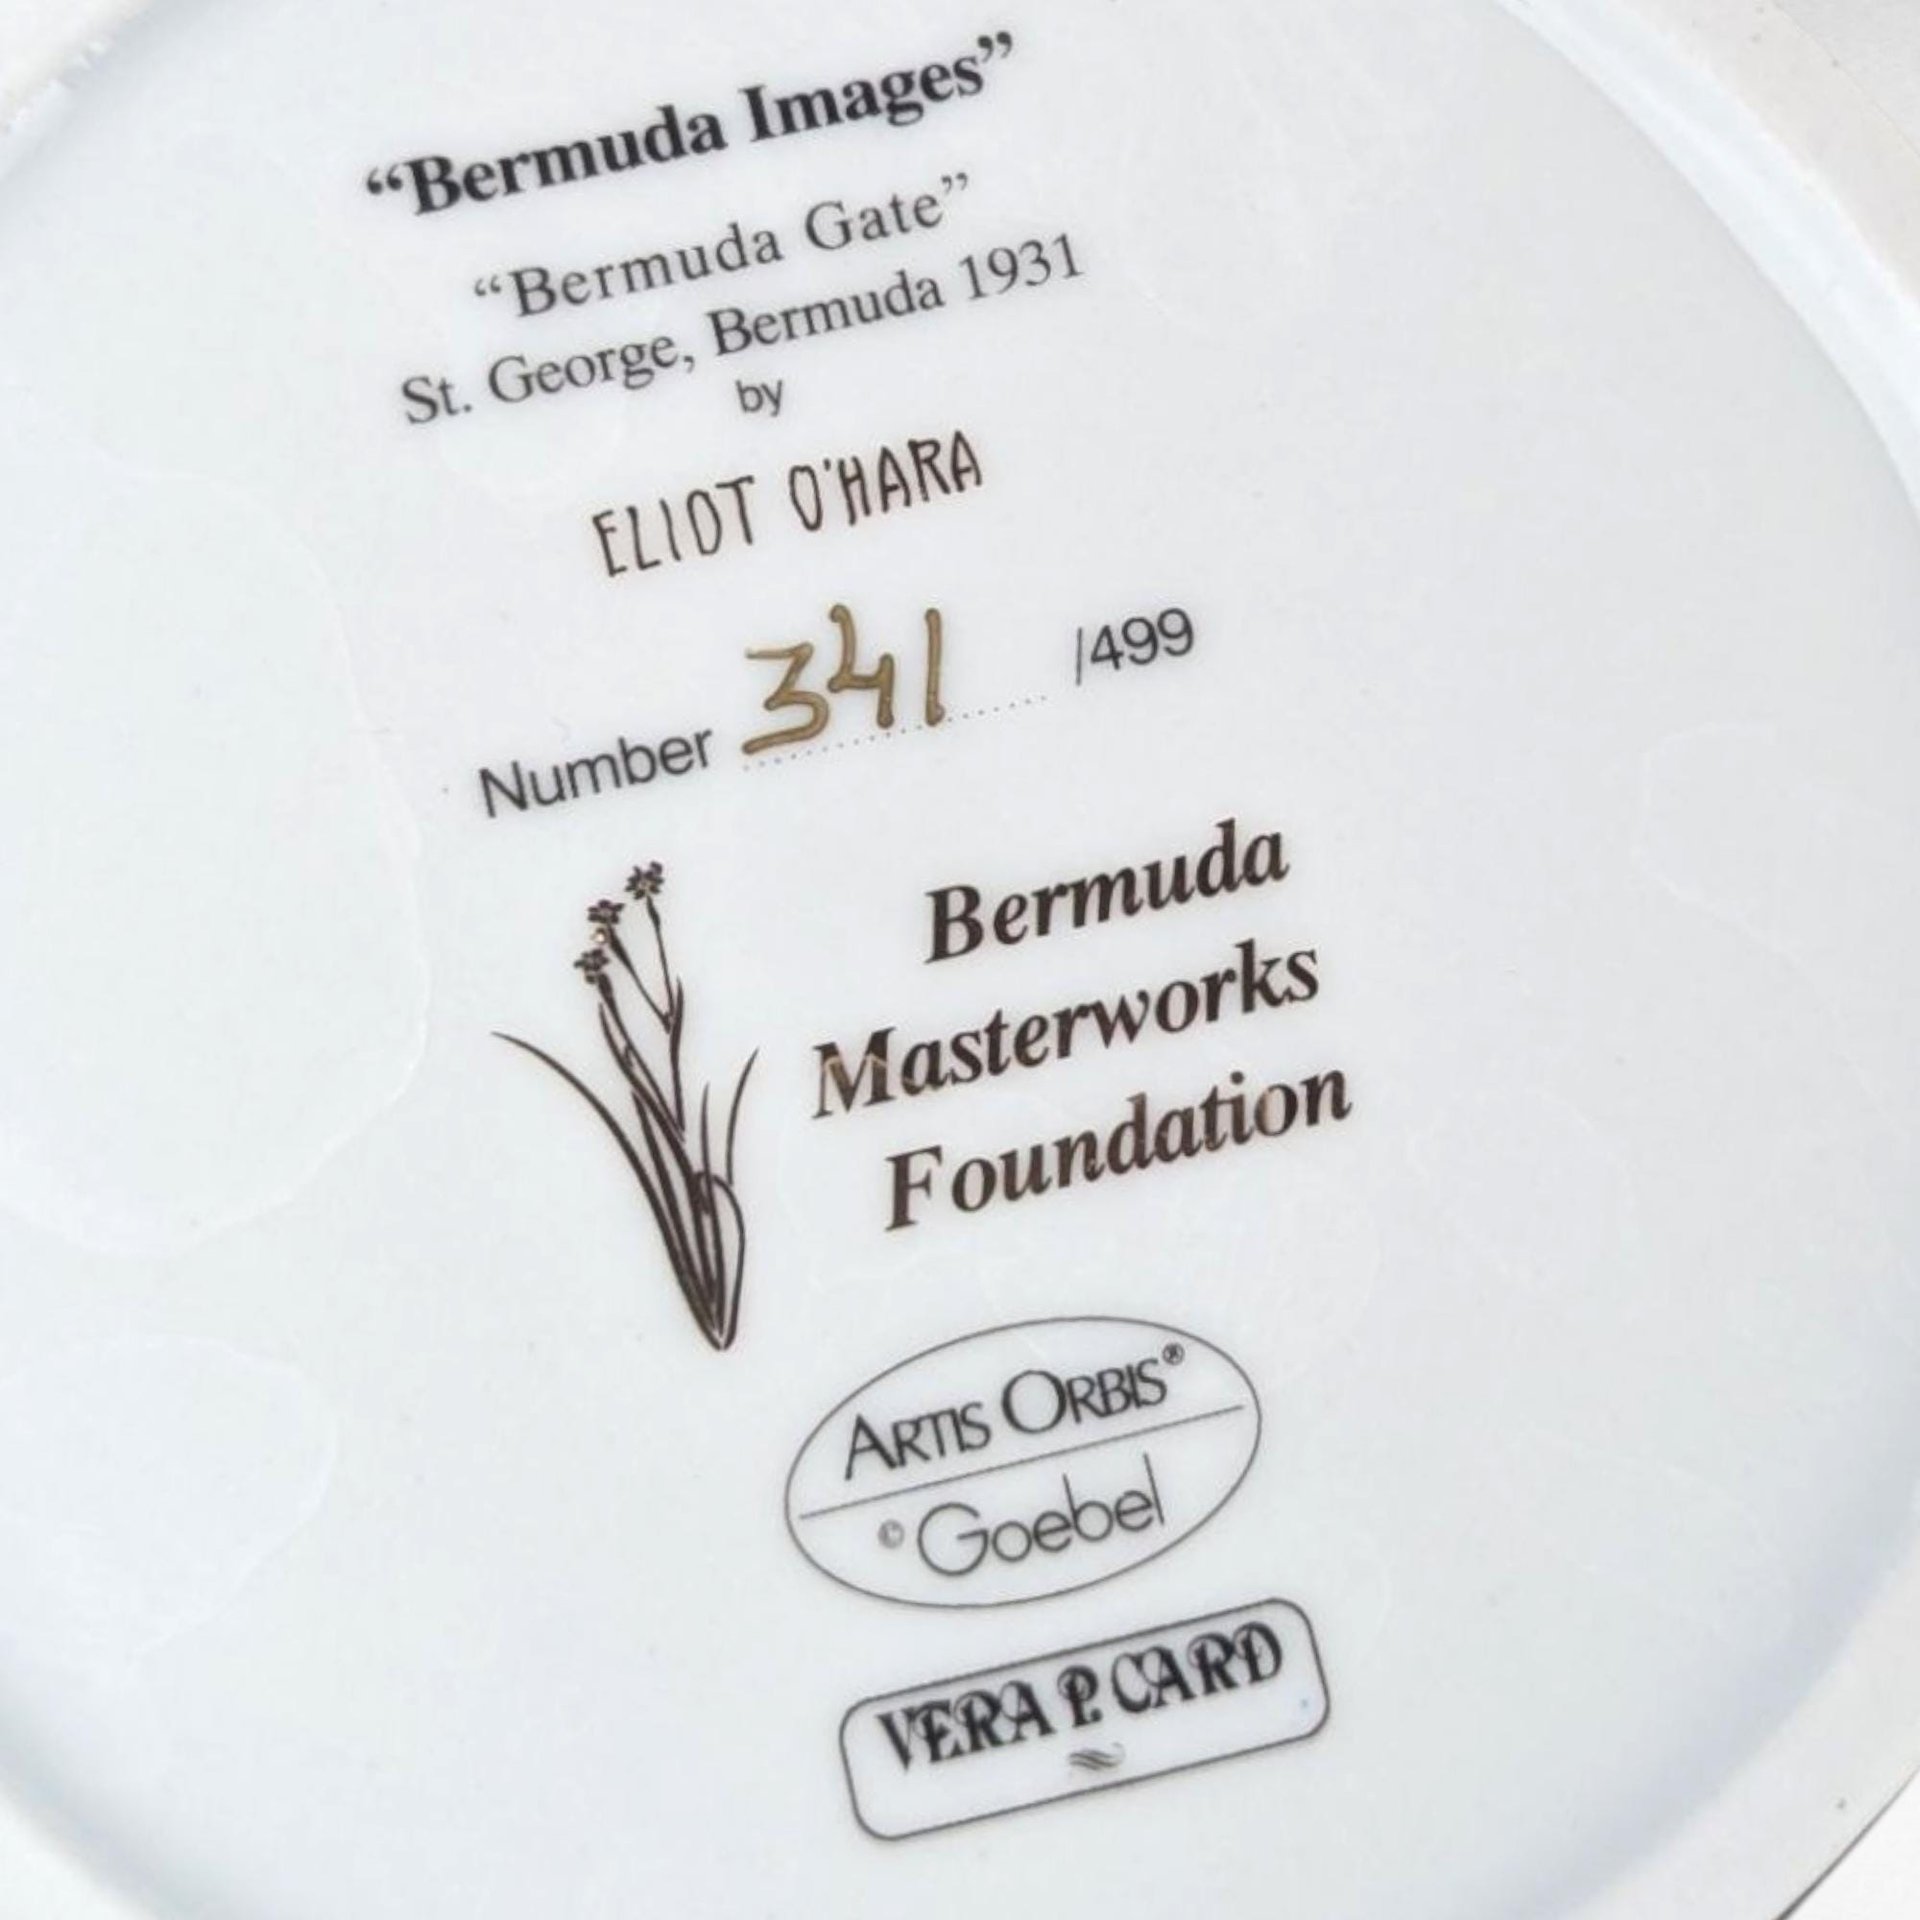 “Bermuda Images”
“Bermuda Gate”
St. George, Bermuda 1931
by
ELIOT O'HARA
Number 341 /499
Bermuda
Masterworks
Foundation
ARTIS ORBIS®
© Goebel
VERA P. CARD